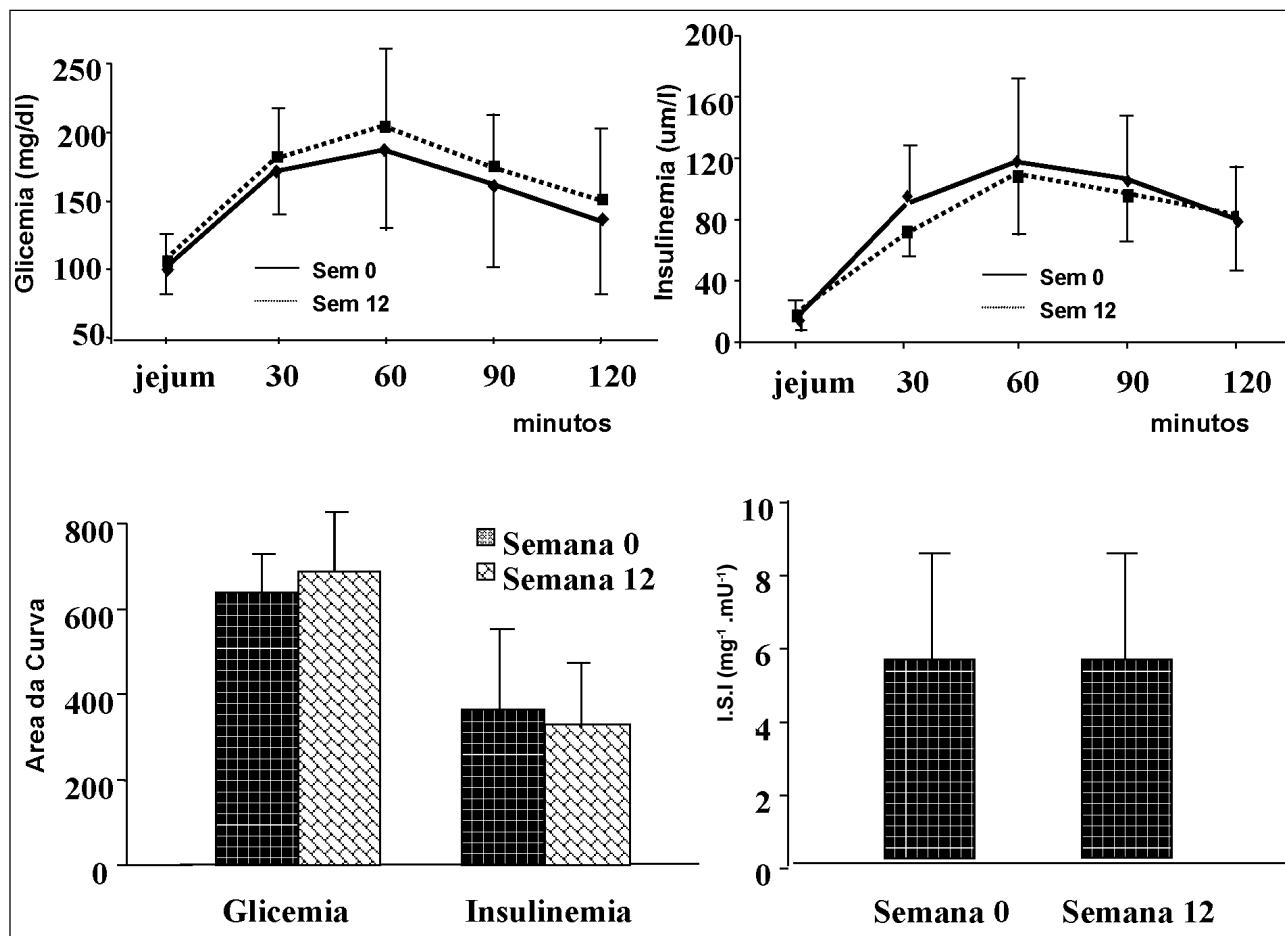 Glicemia (mg/dl)
250
200
150
100
50
Sem 0
Sem 12
jejum 30 60 90 120
minutos
Insulinemia (um/l)
200
160
120
80
40
0
Sem 0
Sem 12
jejum 30 60 90 120
minutos
Area da Curva
800
600
400
200
0
Semana 0
Semana 12
Glicemia Insulinemia
I.S.I (mg⁻¹ .mU⁻¹)
10
8
6
4
2
0
Semana 0 Semana 12